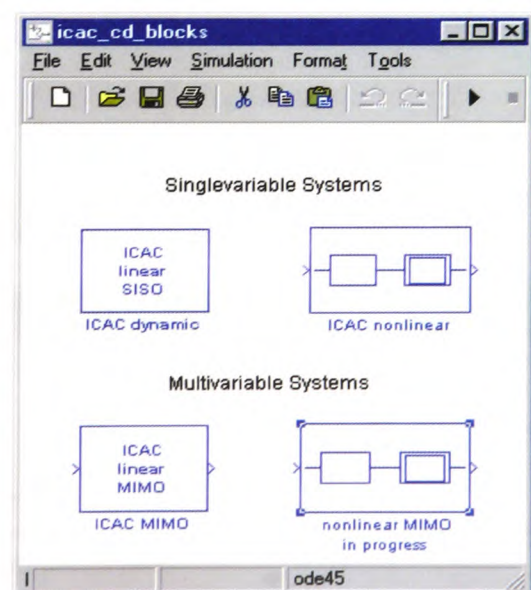 icac_cd_blocks
File Edit View Simulation Format Tools
Singlevariable Systems
ICAC
linear
SISO
ICAC dynamic
ICAC nonlinear
Multivariable Systems
ICAC
linear
MIMO
ICAC MIMO
nonlinear MIMO
in progress
ode45